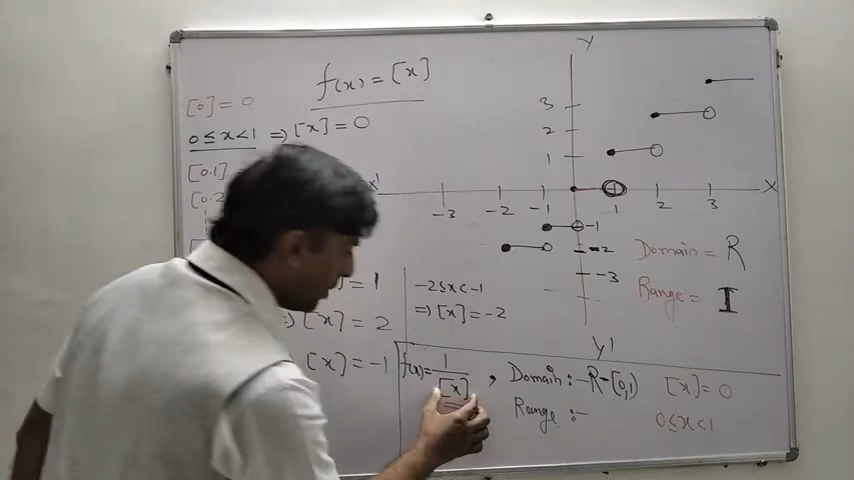 f(x) = [x]
[0] = 0
0 ≤ x < 1 ⇒ [x] = 0
[0.1]
[0.2
= 1
⇒ [x] = 2
[x] = -1
-2 ≤ x < -1
⇒ [x] = -2
Y
3
2
1
X'
-3
-2
-1
1
2
3
X
-1
-2
-3
Y'
Domain = R
Range = I
f(x) = 1/[x] , Domain :- R - [0,1) [x] = 0
Range :- 0 ≤ x < 1